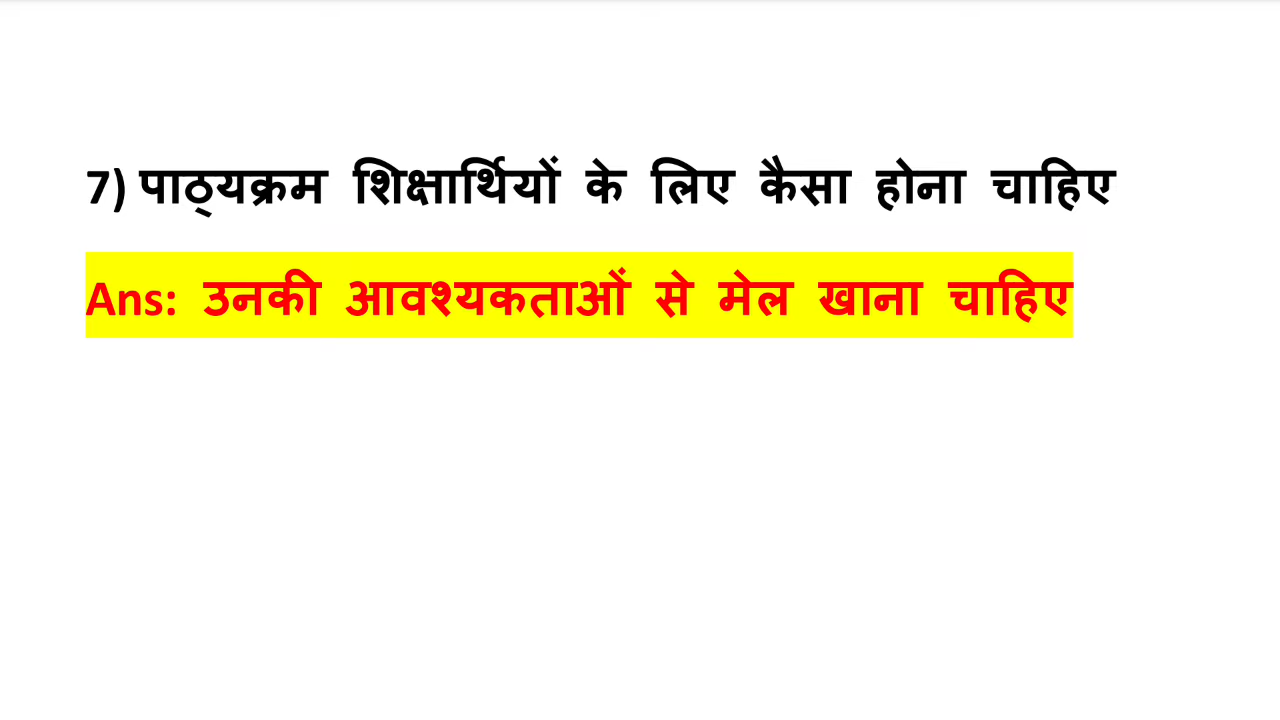 7) पाठ्यक्रम शिक्षार्थियों के लिए कैसा होना चाहिए
Ans: उनकी आवश्यकताओं से मेल खाना चाहिए